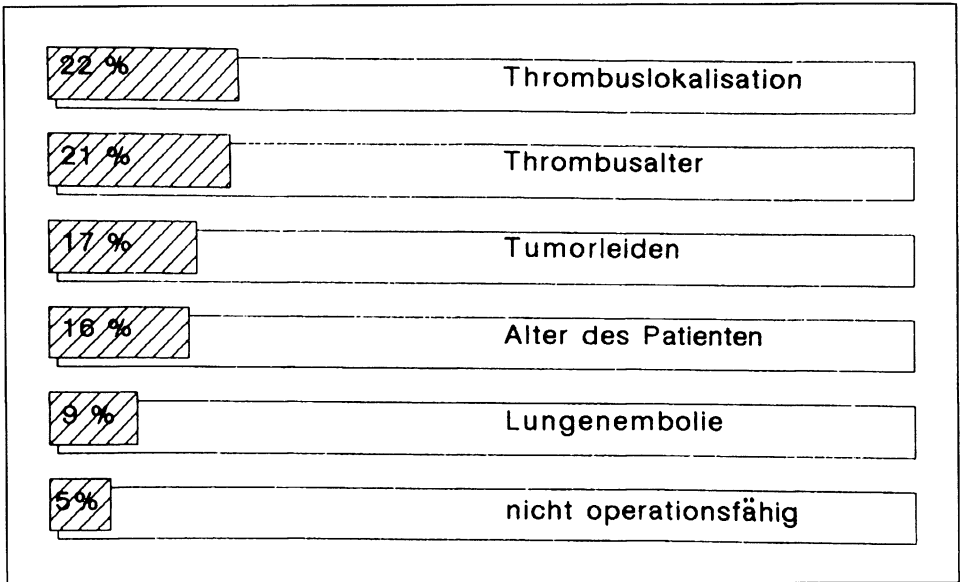 22 % Thrombuslokalisation
21 % Thrombusalter
17 % Tumorleiden
16 % Alter des Patienten
9 % Lungenembolie
5% nicht operationsfähig